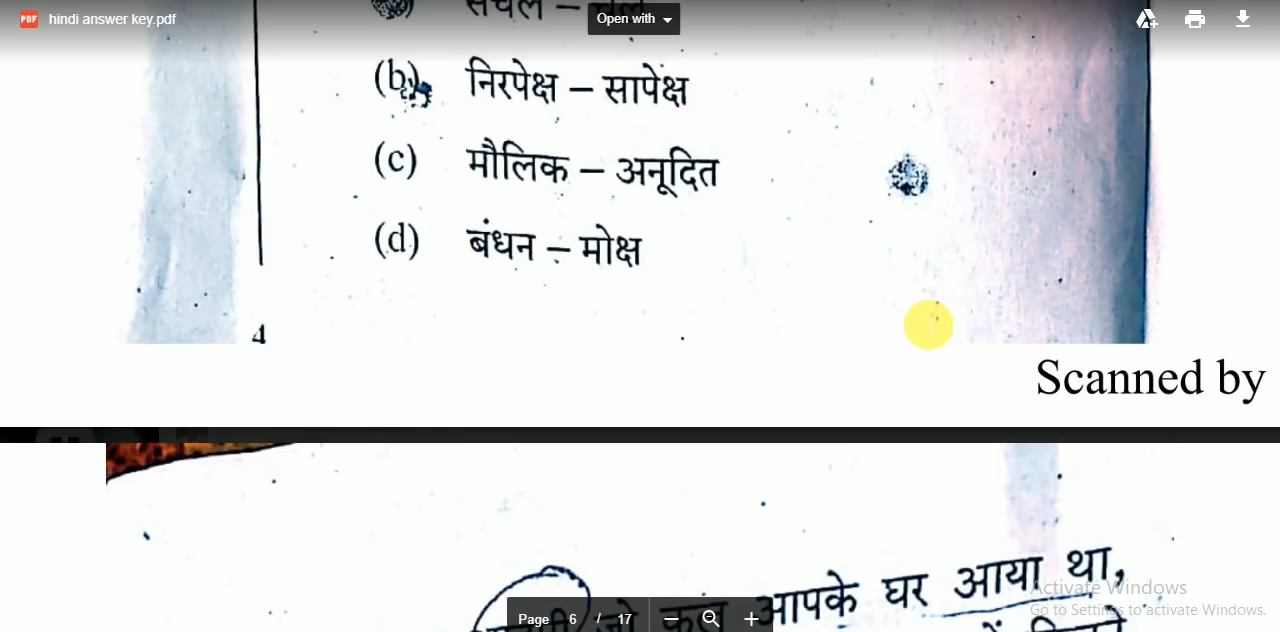 hindi answer key.pdf
Open with
(b) निरपेक्ष – सापेक्ष
(c) मौलिक – अनूदित
(d) बंधन – मोक्ष
4
Scanned by
जो कल आपके घर आया था,
Activate Windows
Go to Settings to activate Windows.
Page 6 / 17